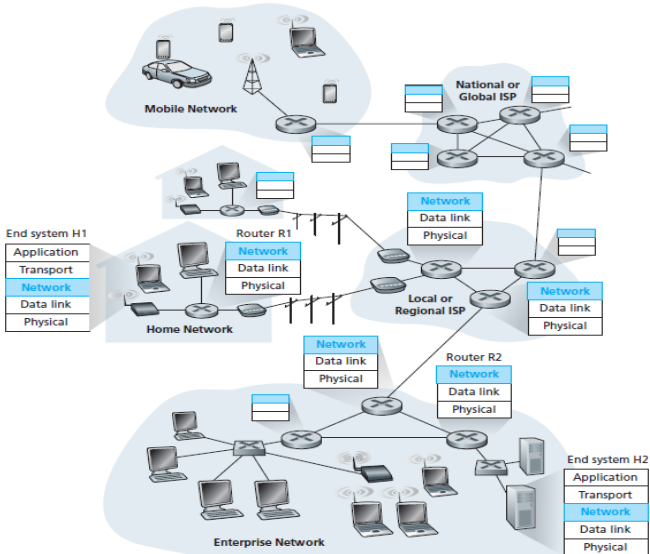 Mobile Network
National or
Global ISP
End system H1
Application
Transport
Network
Data link
Physical
Router R1
Network
Data link
Physical
Home Network
Network
Data link
Physical
Local or
Regional ISP
Network
Data link
Physical
Network
Data link
Physical
Router R2
Network
Data link
Physical
End system H2
Application
Transport
Network
Data link
Physical
Enterprise Network